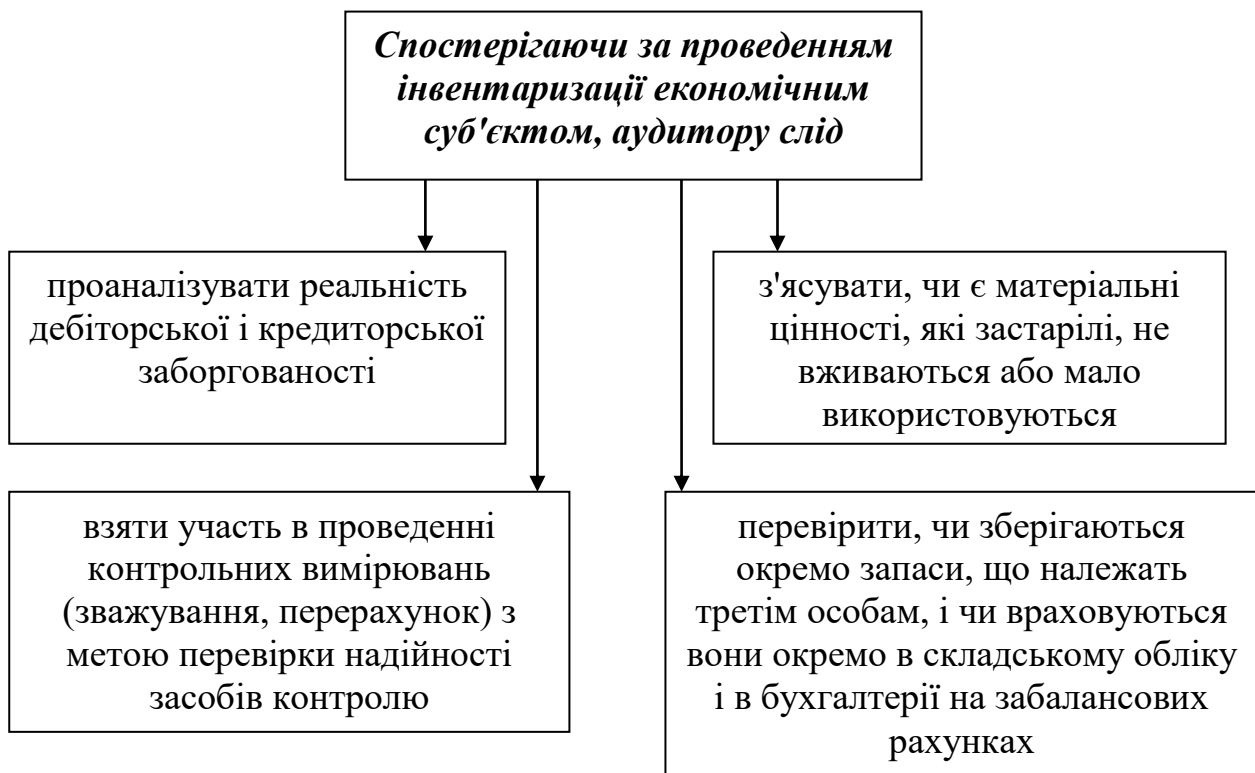 Спостерігаючи за проведенням
інвентаризації економічним
суб'єктом, аудитору слід
проаналізувати реальність
дебіторської і кредиторської
заборгованості
з'ясувати, чи є матеріальні
цінності, які застарілі, не
вживаються або мало
використовуються
взяти участь в проведенні
контрольних вимірювань
(зважування, перерахунок) з
метою перевірки надійності
засобів контролю
перевірити, чи зберігаються
окремо запаси, що належать
третім особам, і чи враховуються
вони окремо в складському обліку
і в бухгалтерії на забалансових
рахунках